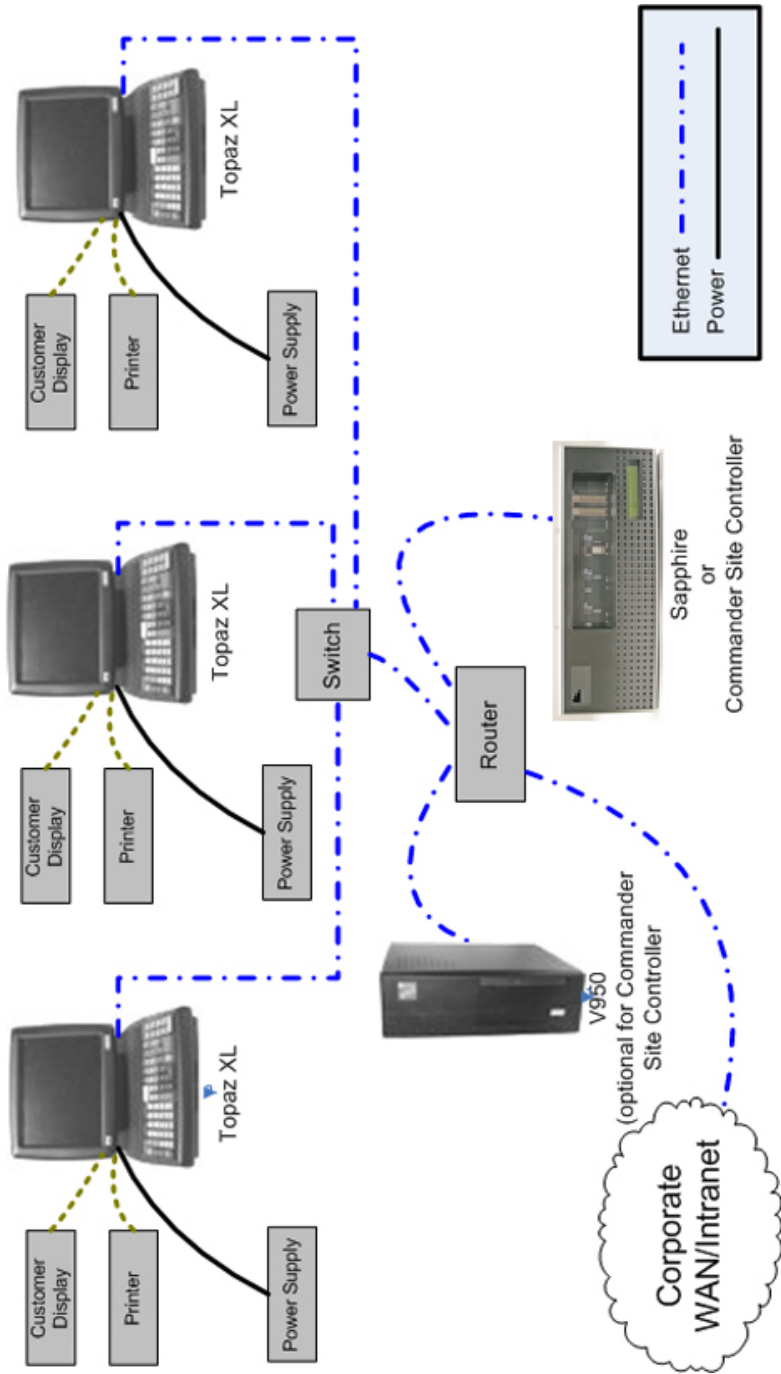 Customer
Display
Printer
Power Supply
Topaz XL
Customer
Display
Printer
Power Supply
Topaz XL
Customer
Display
Printer
Power Supply
Topaz XL
Switch
Router
V950
(optional for Commander
Site Controller
Sapphire
or
Commander Site Controller
Corporate
WAN/Intranet
Ethernet
Power